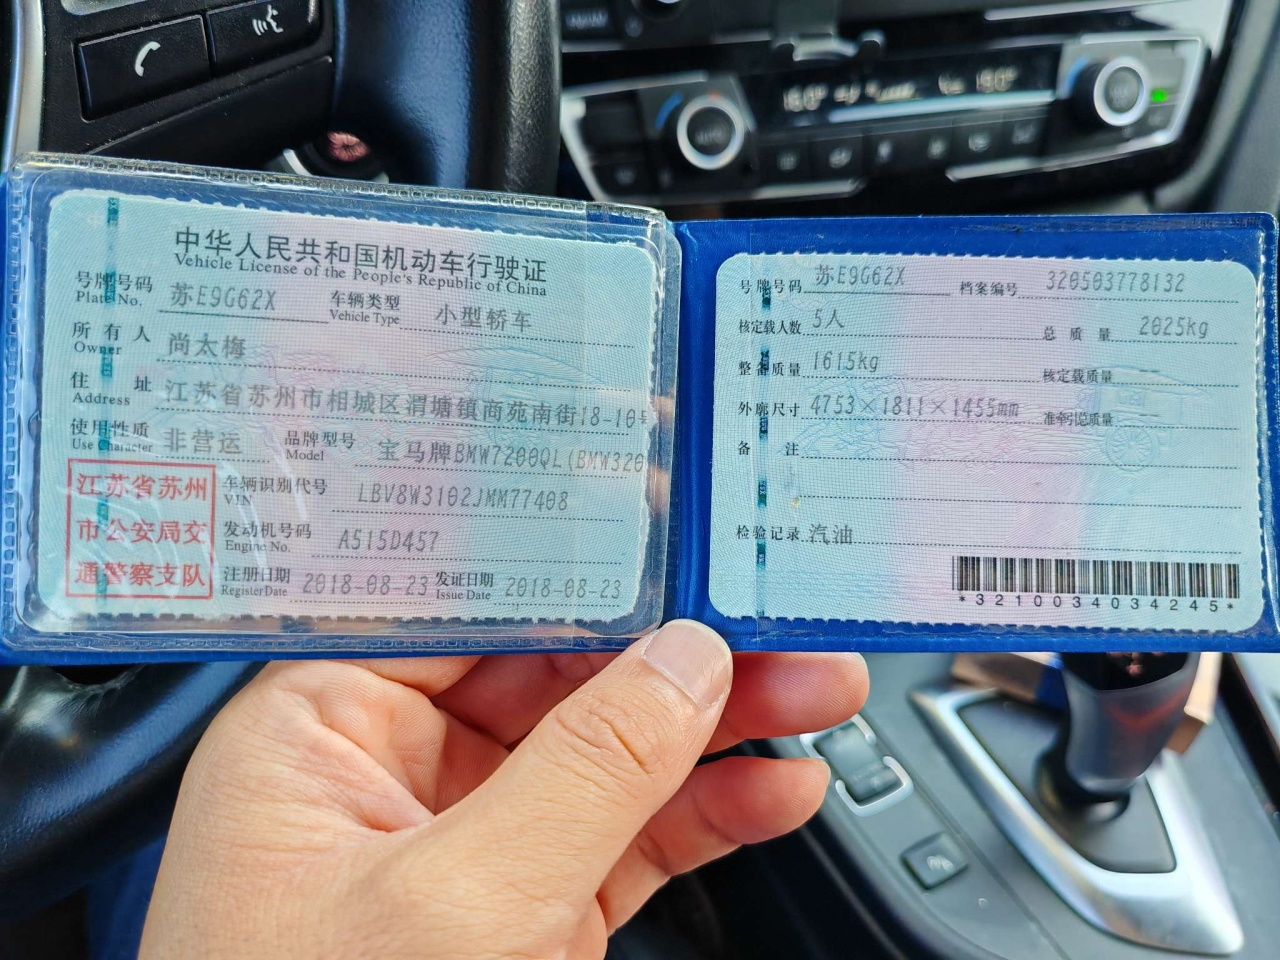 中华人民共和国机动车行驶证
Vehicle License of the People's Republic of China
号牌号码 苏E9G62X 车辆类型 小型轿车
Plate No. Vehicle Type
所有人 尚太梅
Owner
住址 江苏省苏州市相城区渭塘镇商苑南街18-10
Address
使用性质 非营运 品牌型号 宝马牌BMW7200QL(BMW320
Use Character Model
江苏省苏州
市公安局交
通警察支队
车辆识别代号 LBV8W3102JMM77408
VIN
发动机号码 A515D457
Engine No.
注册日期 2018-08-23 发证日期 2018-08-23
Register Date Issue Date
号牌号码 苏E9G62X 档案编号 320503778132
核定载人数 5人 总质量 2025kg
整备质量 1615kg 核定载质量 --
外廓尺寸 4753×1811×1455mm 准牵引总质量 --
备注
检验记录 汽油
*3210034034245*
AUTO